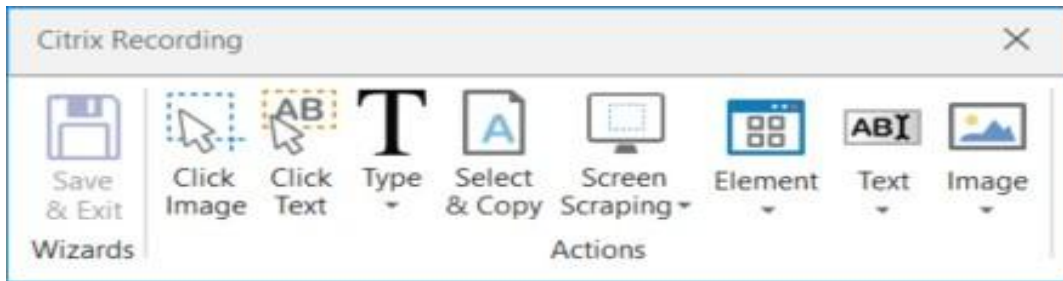 Citrix Recording
AB
T
A
ABI
Save & Exit
Click Image
Click Text
Type
Select & Copy
Screen Scraping
Element
Text
Image
Wizards
Actions